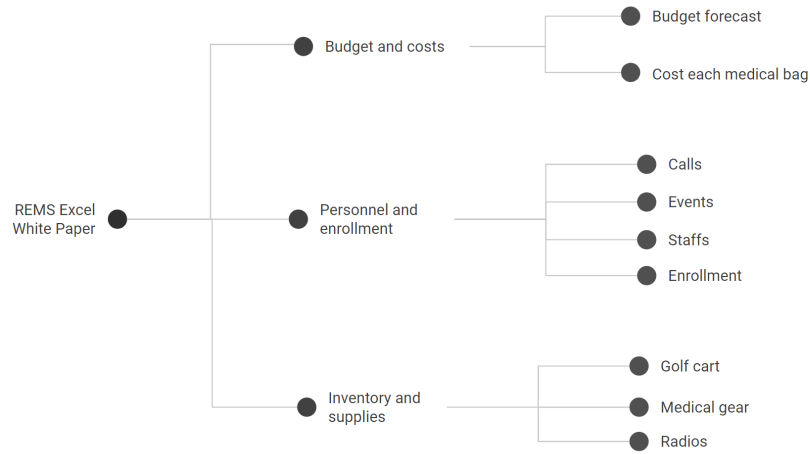 REMS Excel
White Paper
Budget and costs
Budget forecast
Cost each medical bag
Personnel and
enrollment
Calls
Events
Staffs
Enrollment
Inventory and
supplies
Golf cart
Medical gear
Radios